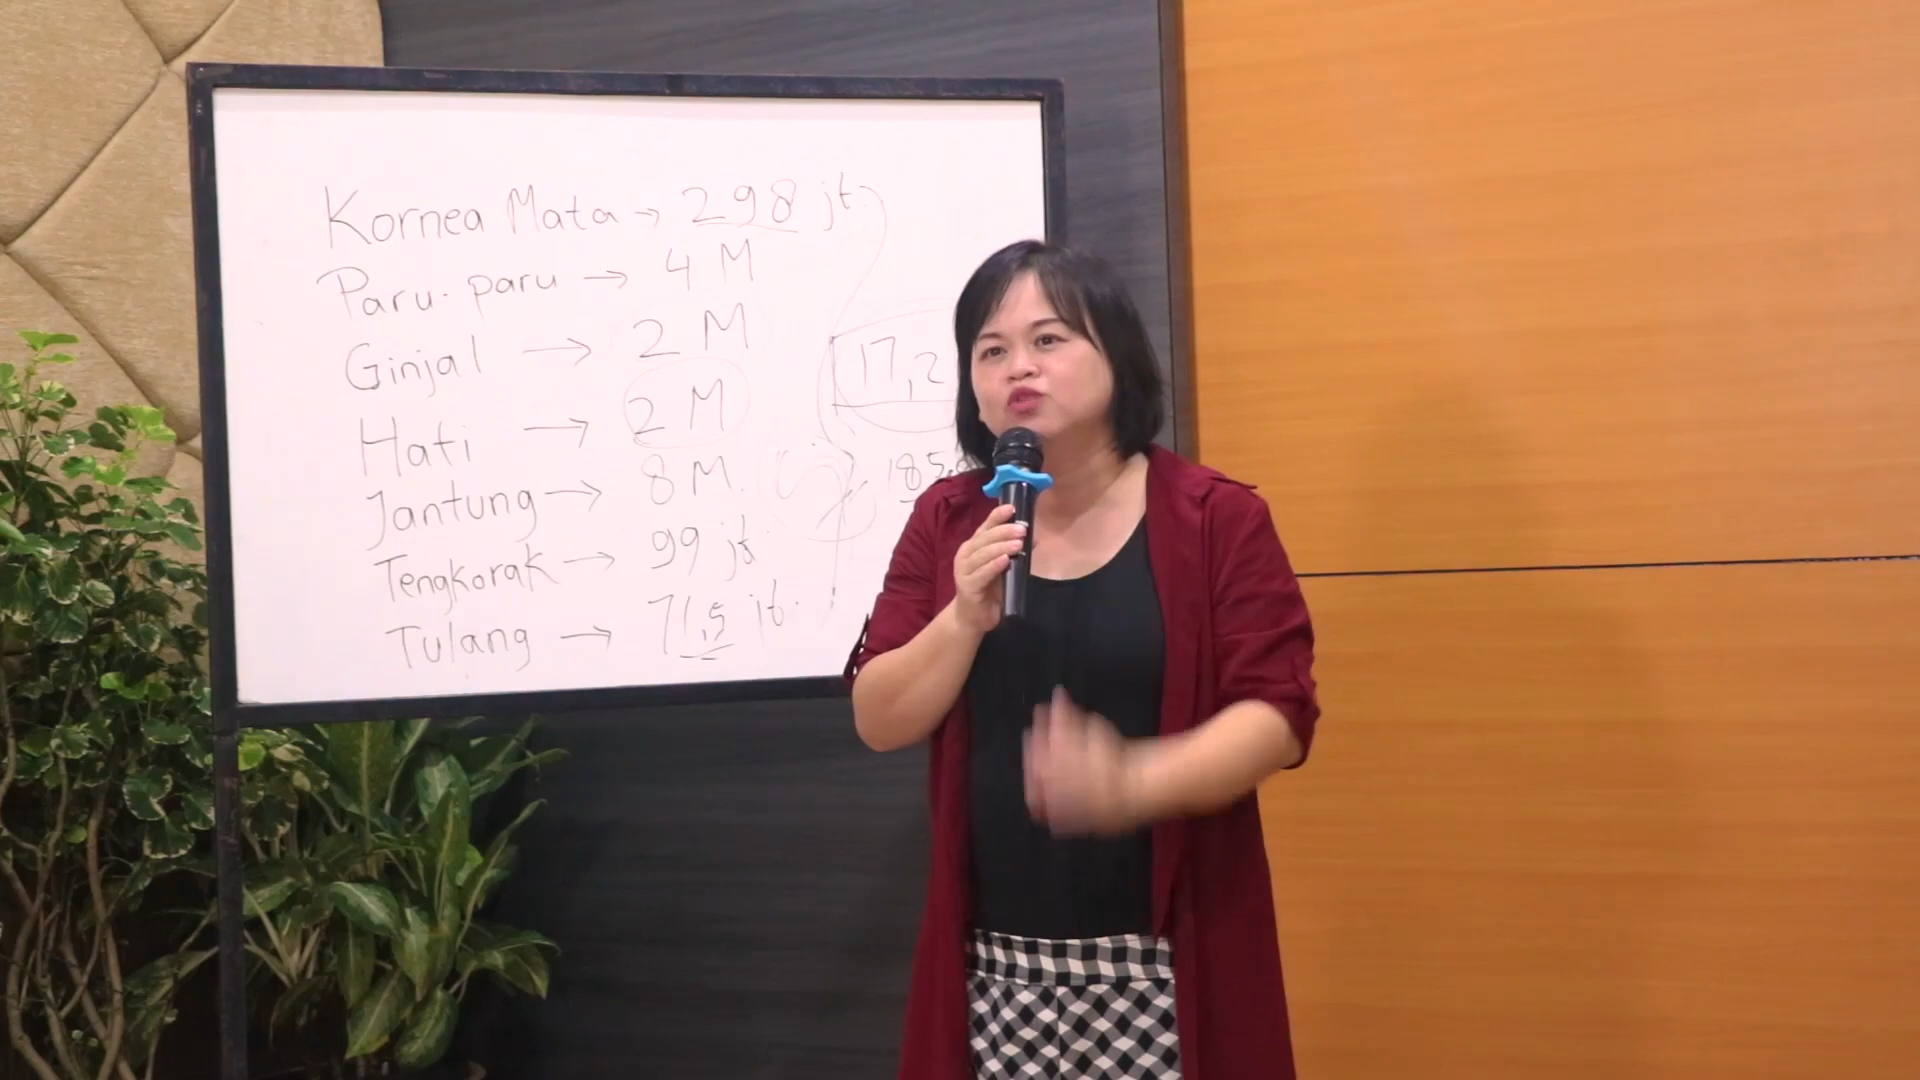 Kornea Mata → 298 jt
Paru-paru → 4 M
Ginjal → 2 M
Hati → 2 M
Jantung → 8 M
Tengkorak → 99 jt
Tulang → 71,5 jt
17,2
185,